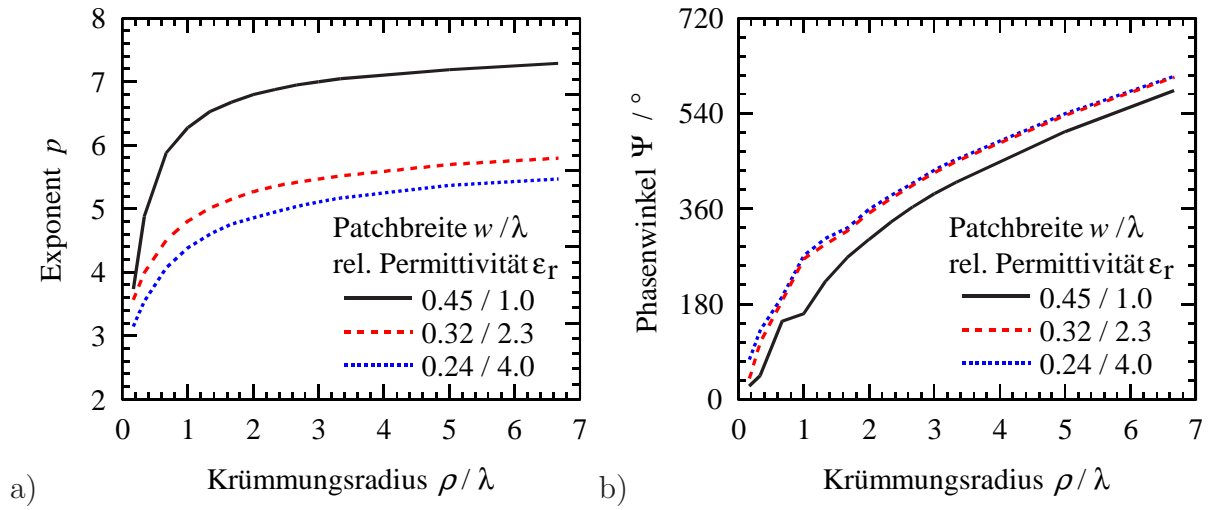 8
7
6
5
4
3
2
0 1 2 3 4 5 6 7
Exponent p
Krümmungsradius ρ / λ
Patchbreite w / λ
rel. Permittivität εr
0.45 / 1.0
0.32 / 2.3
0.24 / 4.0
a)
720
540
360
180
0
0 1 2 3 4 5 6 7
Phasenwinkel Ψ / °
Krümmungsradius ρ / λ
Patchbreite w / λ
rel. Permittivität εr
0.45 / 1.0
0.32 / 2.3
0.24 / 4.0
b)